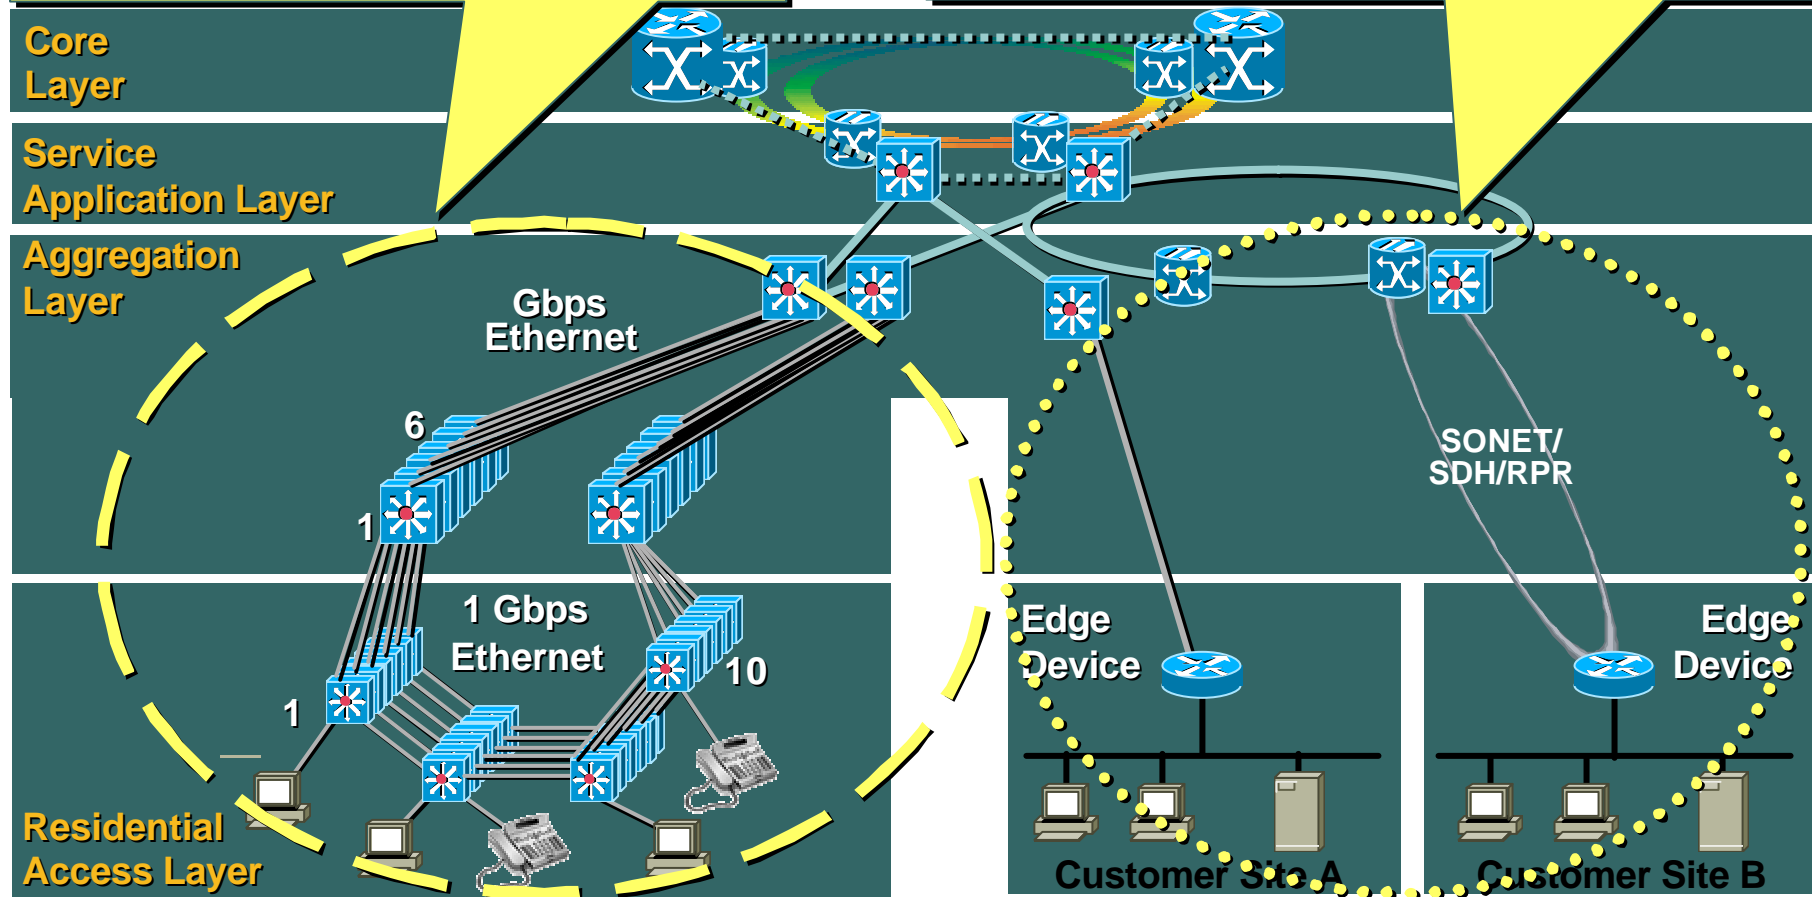 Core
Layer
Service
Application Layer
Aggregation
Layer
Gbps
Ethernet
6
1
SONET/
SDH/RPR
1 Gbps
Ethernet
10
1
Edge
Device
Edge
Device
Residential
Access Layer
Customer Site A
Customer Site B